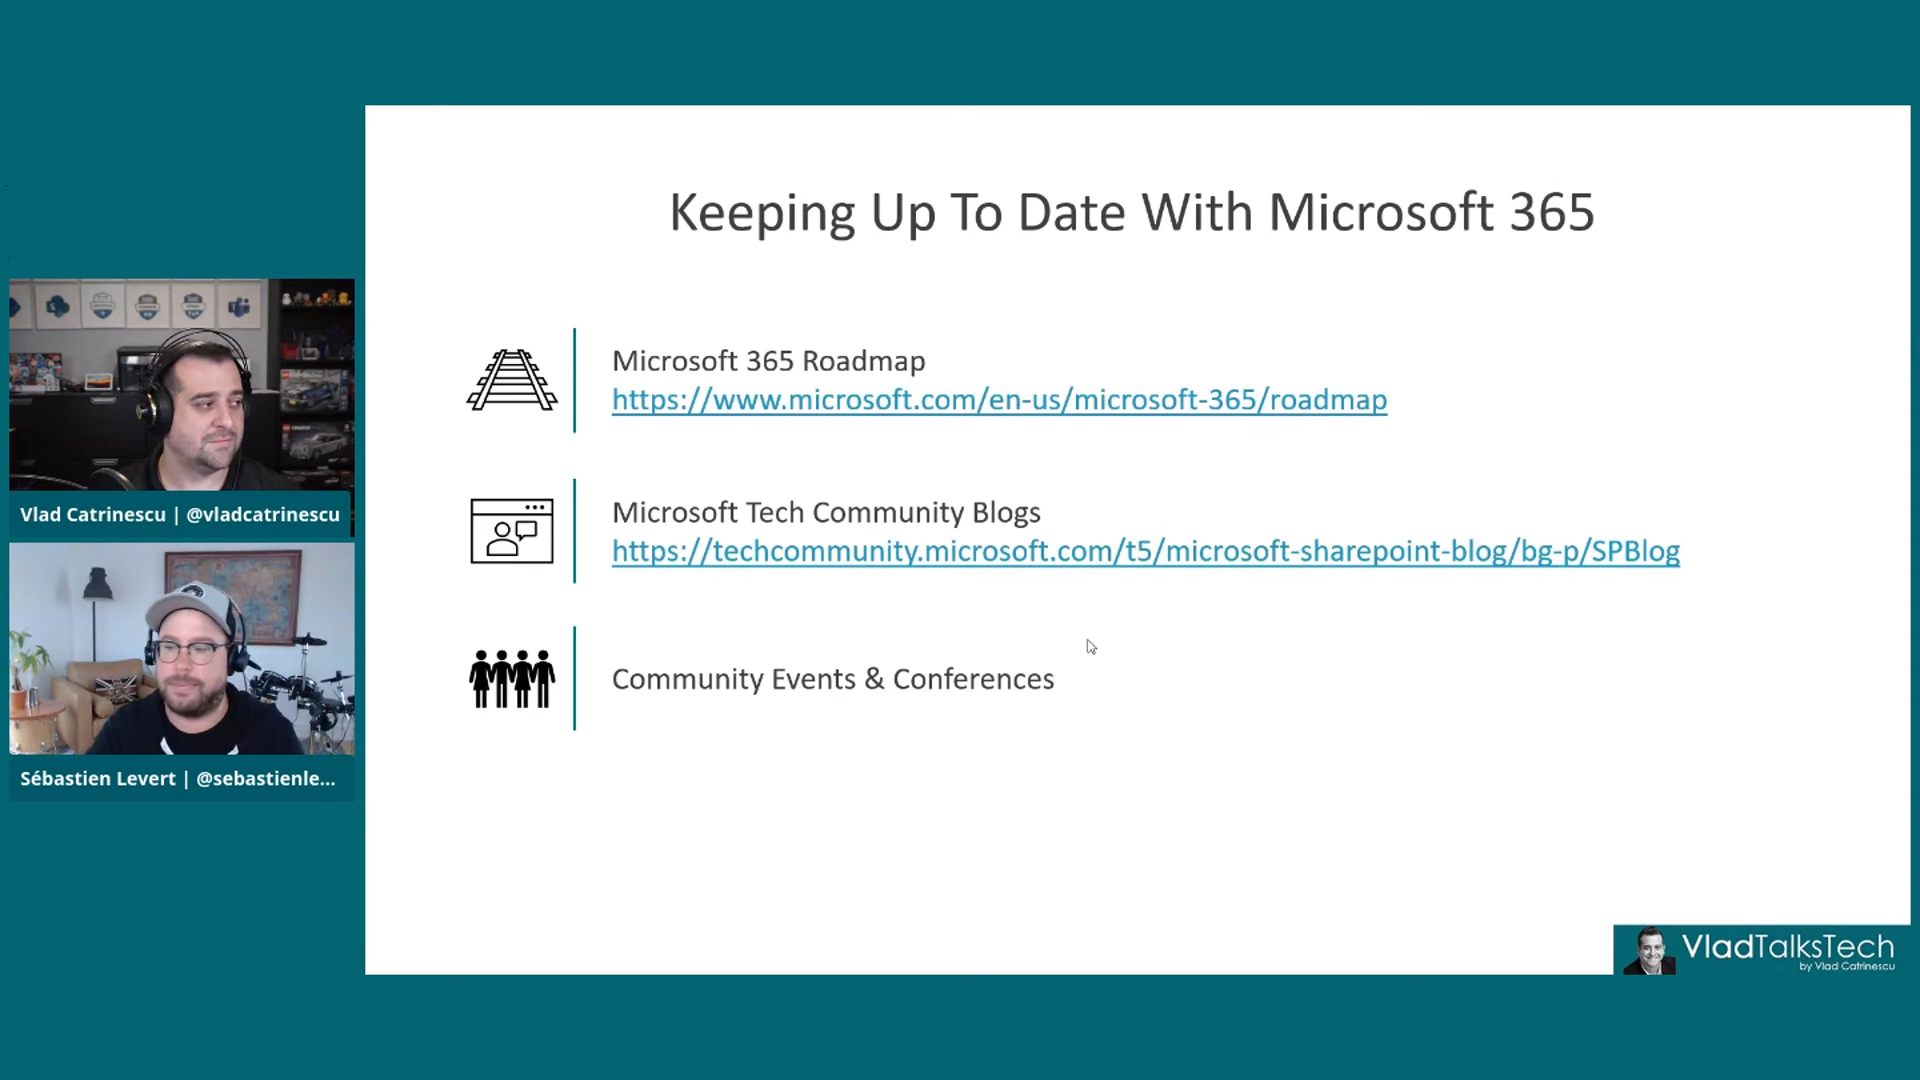 Keeping Up To Date With Microsoft 365
Microsoft 365 Roadmap
https://www.microsoft.com/en-us/microsoft-365/roadmap
Microsoft Tech Community Blogs
https://techcommunity.microsoft.com/t5/microsoft-sharepoint-blog/bg-p/SPBlog
Community Events & Conferences
Vlad Catrinescu | @vladcatrinescu
Sébastien Levert | @sebastienle...
VladTalksTech
by Vlad Catrinescu